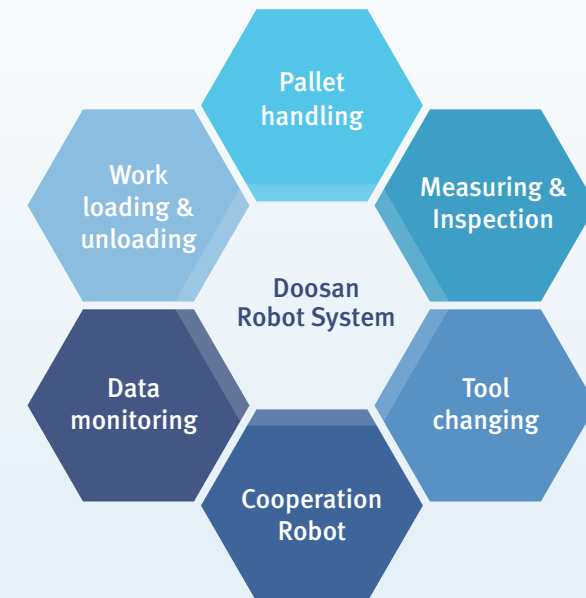 Pallet
handling
Work
loading &
unloading
Measuring &
Inspection
Doosan
Robot System
Data
monitoring
Tool
changing
Cooperation
Robot